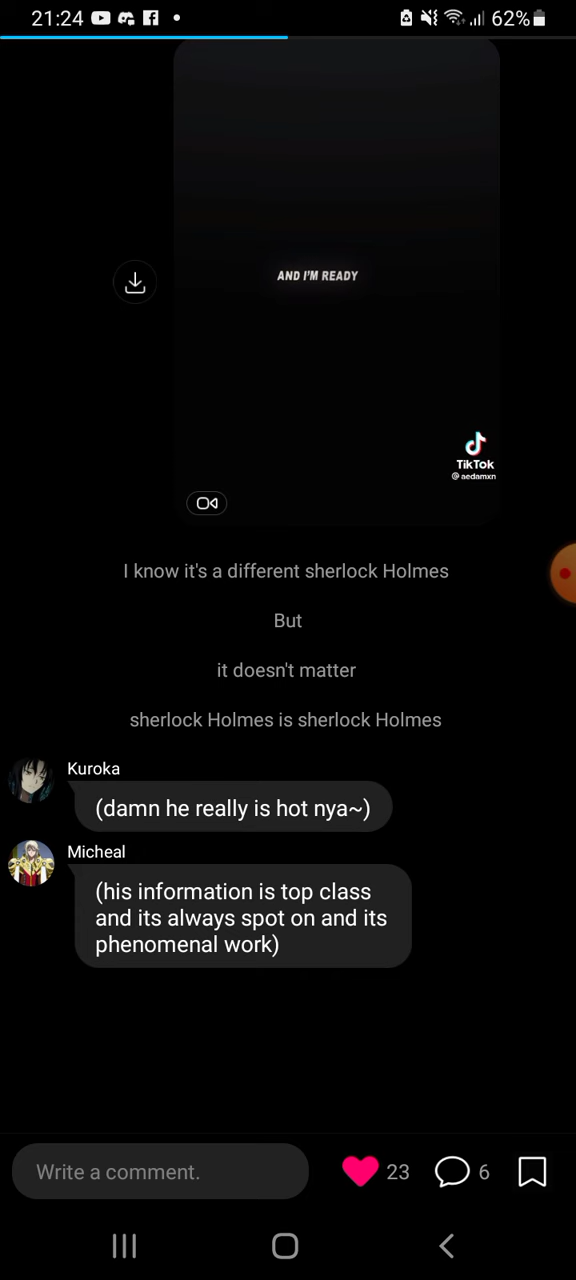 21:24
62%
AND I'M READY
TikTok
@ aedamxn
I know it's a different sherlock Holmes
But
it doesn't matter
sherlock Holmes is sherlock Holmes
Kuroka
(damn he really is hot nya~)
Micheal
(his information is top class
and its always spot on and its
phenomenal work)
Write a comment.
23
6